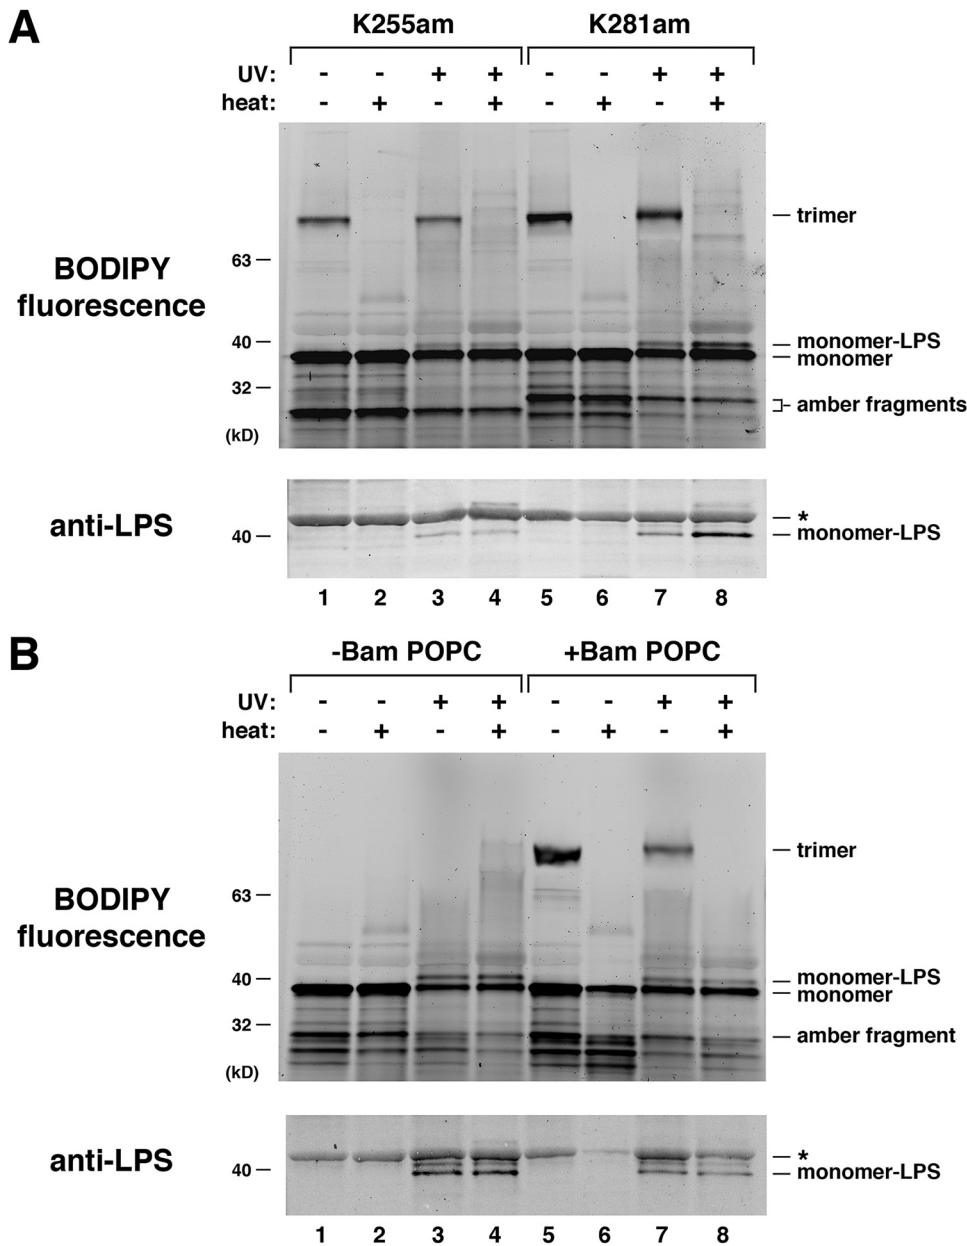 A
K255am K281am
UV: - - + + - - + +
heat: - + - + - + - +
BODIPY
fluorescence
63
40
32
(kD)
trimer
monomer-LPS
monomer
amber fragments
anti-LPS
40
*
monomer-LPS
1 2 3 4 5 6 7 8
B
-Bam POPC +Bam POPC
UV: - - + + - - + +
heat: - + - + - + - +
BODIPY
fluorescence
63
40
32
(kD)
trimer
monomer-LPS
monomer
amber fragment
anti-LPS
40
*
monomer-LPS
1 2 3 4 5 6 7 8